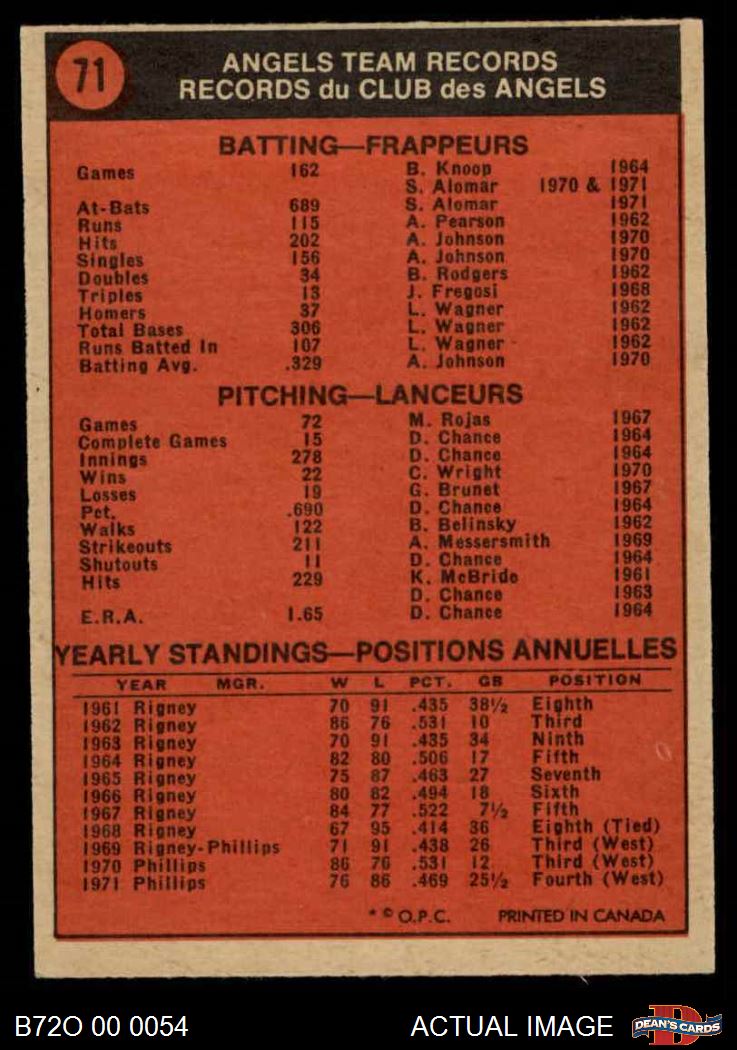 71
ANGELS TEAM RECORDS
RECORDS du CLUB des ANGELS
BATTING—FRAPPEURS
Games 162 B. Knoop 1964
S. Alomar 1970 & 1971
At-Bats 689 S. Alomar 1971
Runs 115 A. Pearson 1962
Hits 202 A. Johnson 1970
Singles 156 A. Johnson 1970
Doubles 34 B. Rodgers 1962
Triples 13 J. Fregosi 1968
Homers 37 L. Wagner 1962
Total Bases 306 L. Wagner 1962
Runs Batted In 107 L. Wagner 1962
Batting Avg. .329 A. Johnson 1970
PITCHING—LANCEURS
Games 72 M. Rojas 1967
Complete Games 15 D. Chance 1964
Innings 278 D. Chance 1964
Wins 22 C. Wright 1970
Losses 19 G. Brunet 1967
Pct. .690 D. Chance 1964
Walks 122 B. Belinsky 1962
Strikeouts 211 A. Messersmith 1969
Shutouts 11 D. Chance 1964
Hits 229 K. McBride 1961
D. Chance 1963
E.R.A. 1.65 D. Chance 1964
YEARLY STANDINGS—POSITIONS ANNUELLES
YEAR MGR. W L PCT. GB POSITION
1961 Rigney 70 91 .435 38½ Eighth
1962 Rigney 86 76 .531 10 Third
1963 Rigney 70 91 .435 34 Ninth
1964 Rigney 82 80 .506 17 Fifth
1965 Rigney 75 87 .463 27 Seventh
1966 Rigney 80 82 .494 18 Sixth
1967 Rigney 84 77 .522 7½ Fifth
1968 Rigney 67 95 .414 36 Eighth (Tied)
1969 Rigney-Phillips 71 91 .438 26 Third (West)
1970 Phillips 86 76 .531 12 Third (West)
1971 Phillips 76 86 .469 25½ Fourth (West)
* © O.P.C. PRINTED IN CANADA
B72O 00 0054 ACTUAL IMAGE DEAN'S CARDS